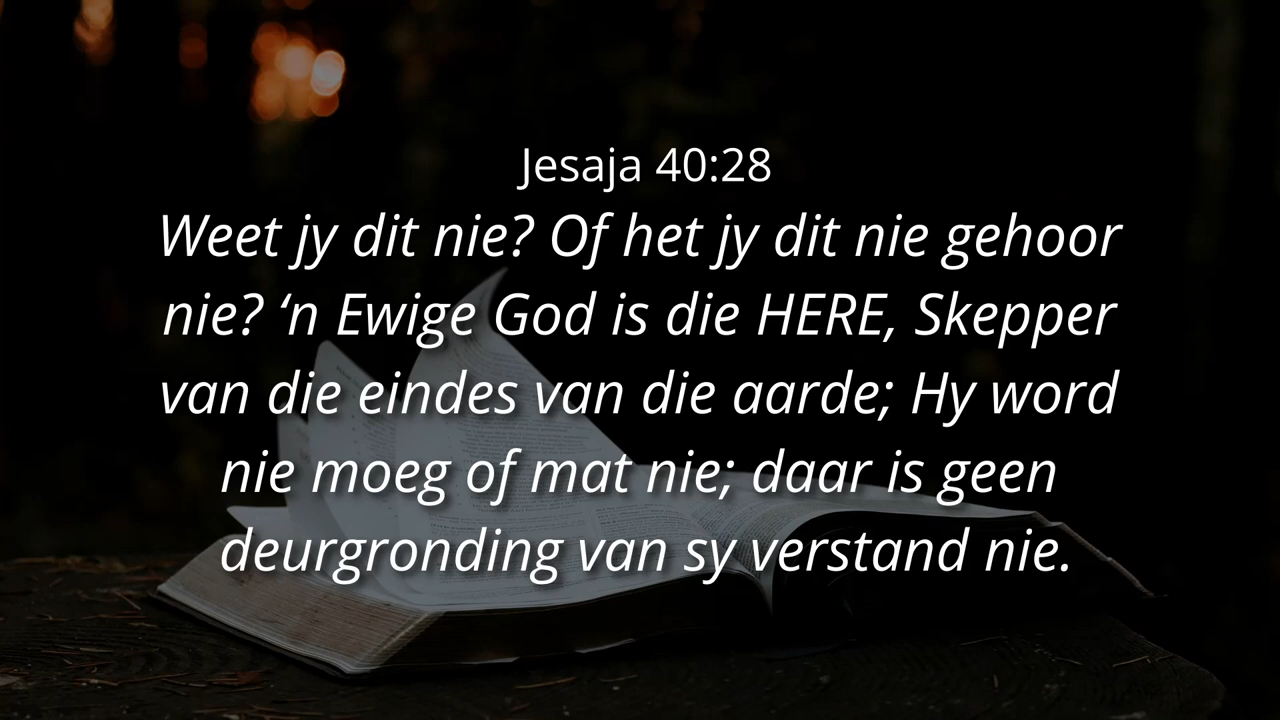 Jesaja 40:28
Weet jy dit nie? Of het jy dit nie gehoor
nie? ‘n Ewige God is die HERE, Skepper
van die eindes van die aarde; Hy word
nie moeg of mat nie; daar is geen
deurgronding van sy verstand nie.